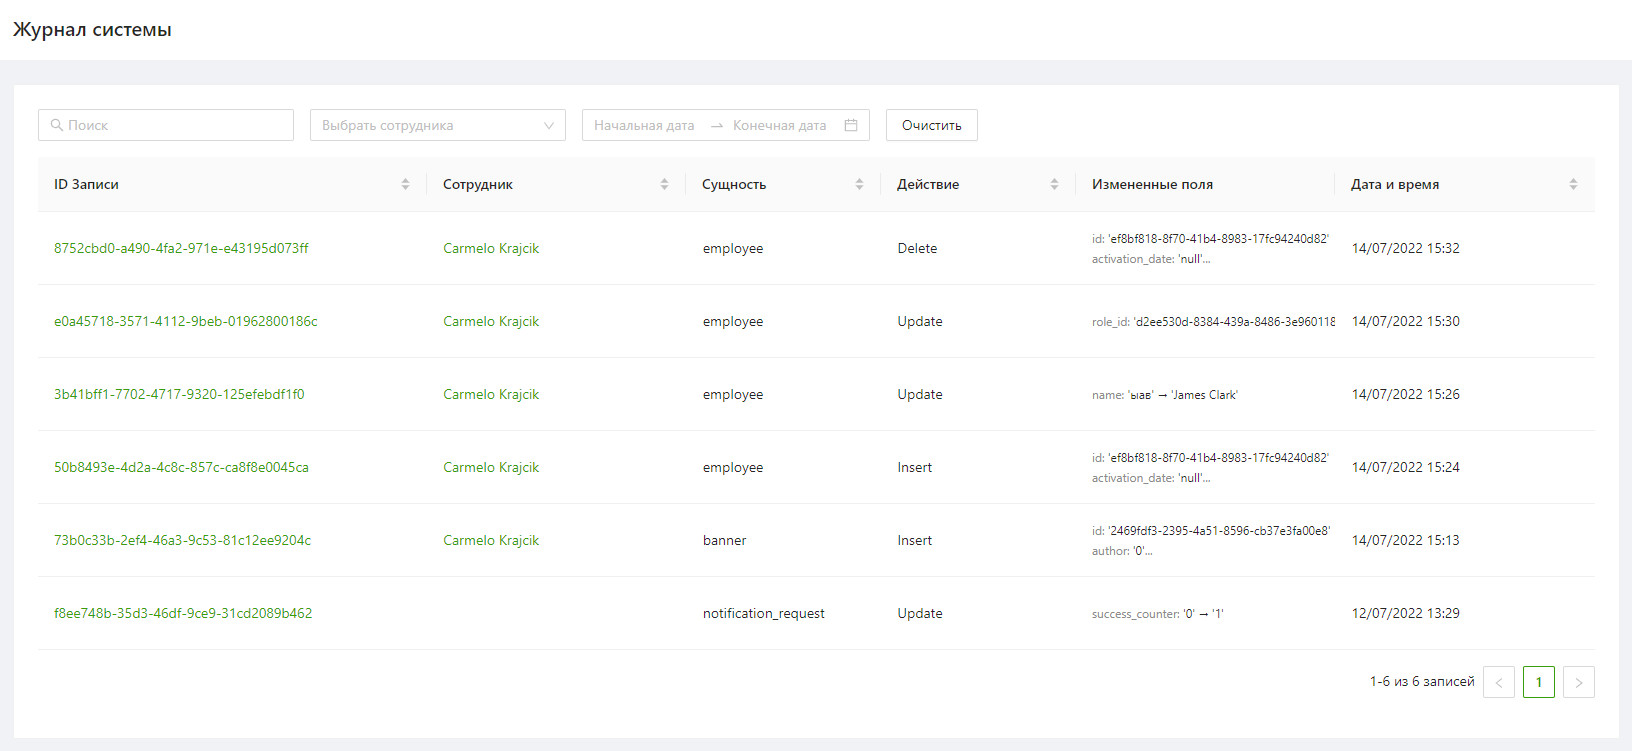 Журнал системы
Поиск
Выбрать сотрудника
Начальная дата → Конечная дата
Очистить
ID Записи Сотрудник Сущность Действие Измененные поля Дата и время
8752cbd0-a490-4fa2-971e-e43195d073ff Carmelo Krajcik employee Delete id: 'ef8bf818-8f70-41b4-8983-17fc94240d82' 14/07/2022 15:32
activation_date: 'null'...
e0a45718-3571-4112-9beb-01962800186c Carmelo Krajcik employee Update role_id: 'd2ee530d-8384-439a-8486-3e960118 14/07/2022 15:30
3b41bff1-7702-4717-9320-125efebdf1f0 Carmelo Krajcik employee Update name: 'ыав' → 'James Clark' 14/07/2022 15:26
50b8493e-4d2a-4c8c-857c-ca8f8e0045ca Carmelo Krajcik employee Insert id: 'ef8bf818-8f70-41b4-8983-17fc94240d82' 14/07/2022 15:24
activation_date: 'null'...
73b0c33b-2ef4-46a3-9c53-81c12ee9204c Carmelo Krajcik banner Insert id: '2469fdf3-2395-4a51-8596-cb37e3fa00e8' 14/07/2022 15:13
author: '0'...
f8ee748b-35d3-46df-9ce9-31cd2089b462 notification_request Update success_counter: '0' → '1' 12/07/2022 13:29
1-6 из 6 записей < 1 >